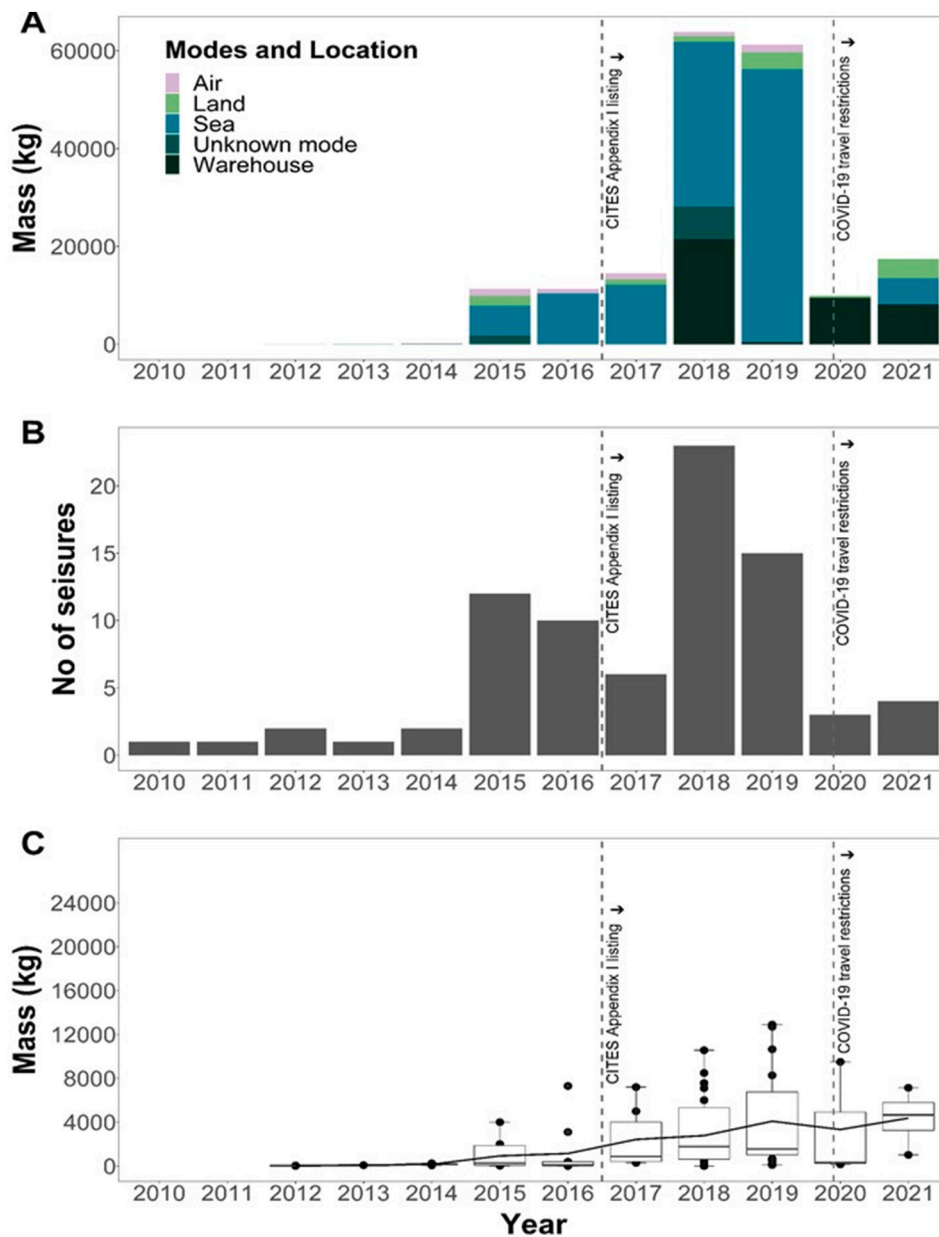 A
Modes and Location
Air
Land
Sea
Unknown mode
Warehouse
CITES Appendix I listing →
COVID-19 travel restrictions →
Mass (kg)
60000
40000
20000
0
2010 2011 2012 2013 2014 2015 2016 2017 2018 2019 2020 2021
B
CITES Appendix I listing →
COVID-19 travel restrictions →
No of seisures
20
15
10
5
0
2010 2011 2012 2013 2014 2015 2016 2017 2018 2019 2020 2021
C
CITES Appendix I listing →
COVID-19 travel restrictions →
Mass (kg)
24000
20000
16000
12000
8000
4000
0
2010 2011 2012 2013 2014 2015 2016 2017 2018 2019 2020 2021
Year